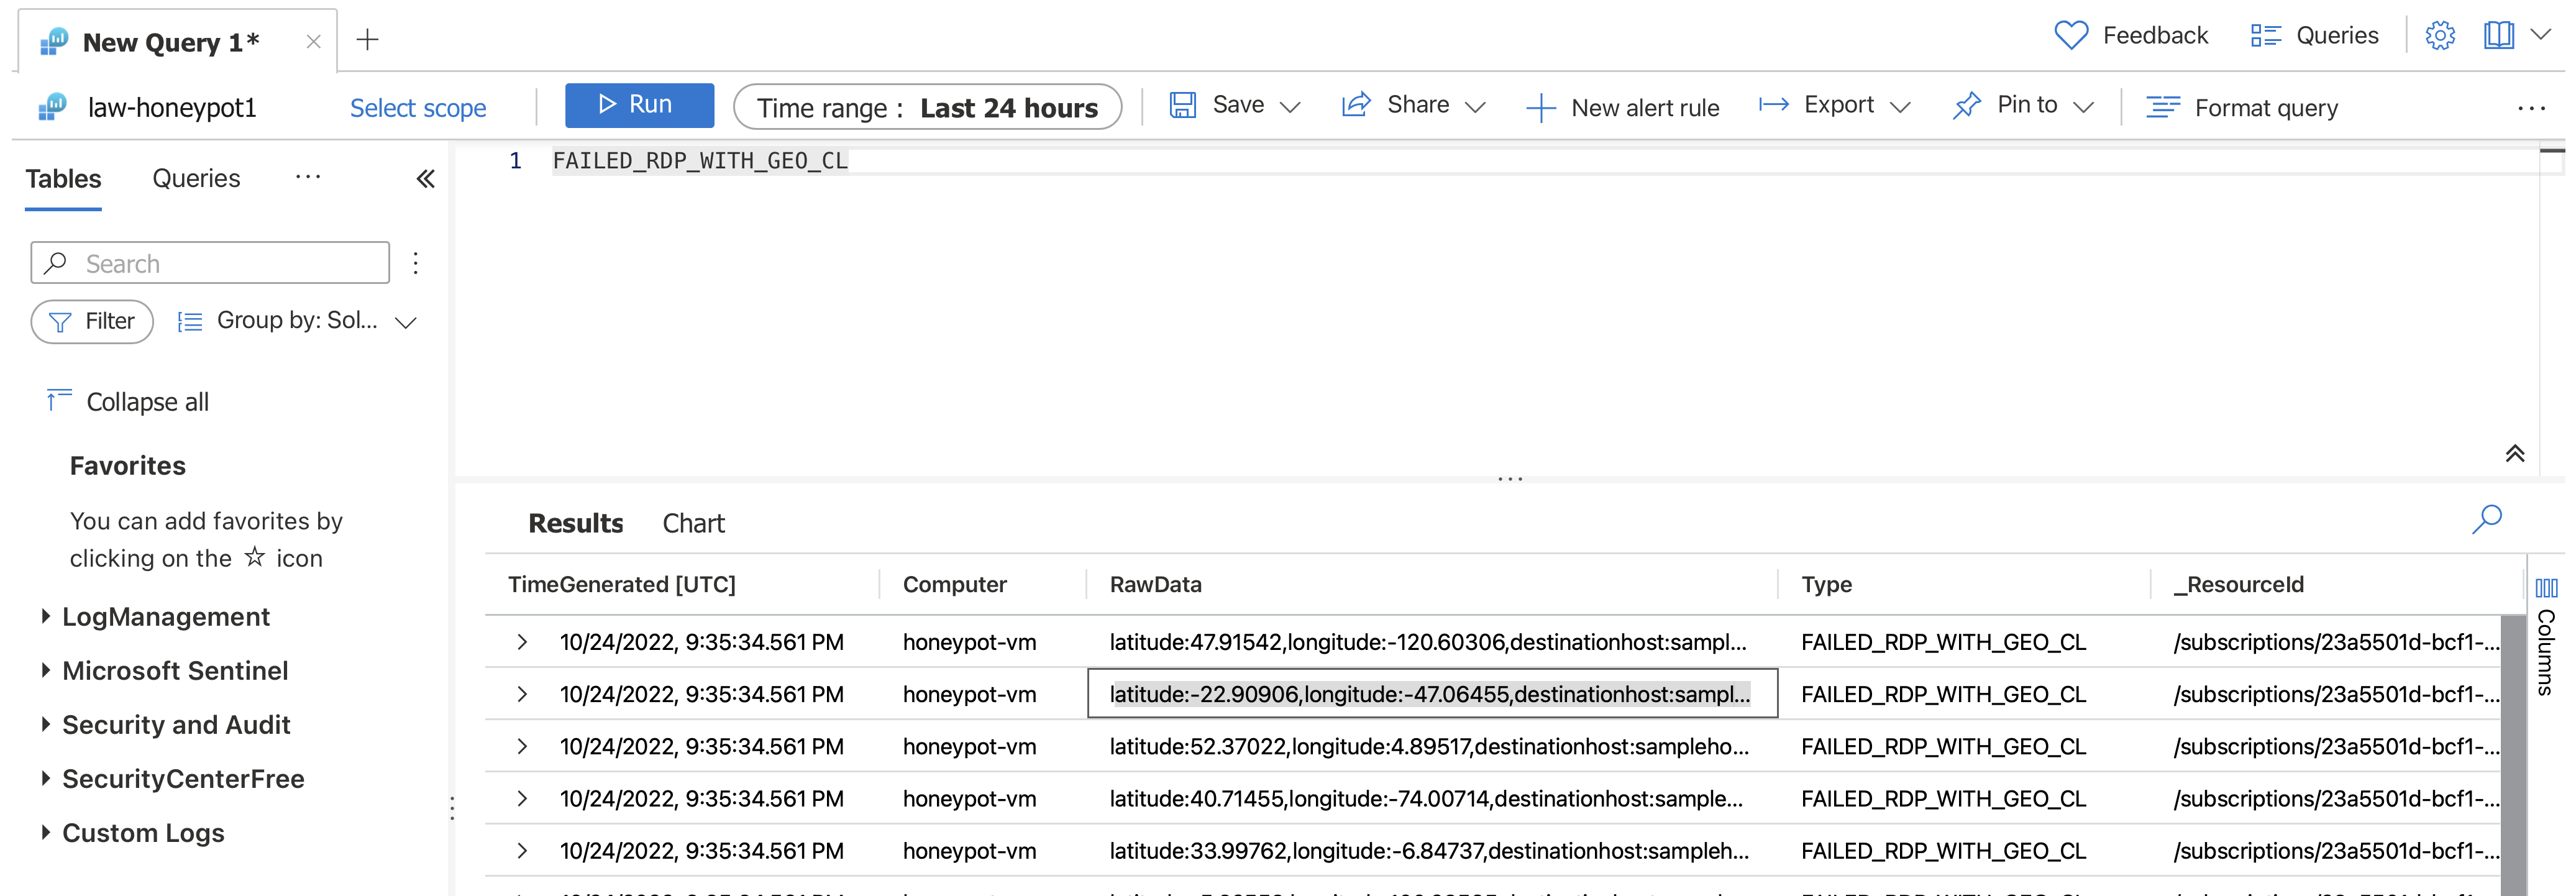 New Query 1*
Feedback Queries
law-honeypot1 Select scope Run Time range : Last 24 hours Save Share New alert rule Export Pin to Format query ...
Tables Queries ...
1 FAILED_RDP_WITH_GEO_CL
Search
Filter Group by: Sol...
Collapse all
Favorites
You can add favorites by
clicking on the ☆ icon
LogManagement
Microsoft Sentinel
Security and Audit
SecurityCenterFree
Custom Logs
Results Chart
TimeGenerated [UTC] Computer RawData Type _ResourceId
10/24/2022, 9:35:34.561 PM honeypot-vm latitude:47.91542,longitude:-120.60306,destinationhost:sampl... FAILED_RDP_WITH_GEO_CL /subscriptions/23a5501d-bcf1-...
10/24/2022, 9:35:34.561 PM honeypot-vm latitude:-22.90906,longitude:-47.06455,destinationhost:sampl... FAILED_RDP_WITH_GEO_CL /subscriptions/23a5501d-bcf1-...
10/24/2022, 9:35:34.561 PM honeypot-vm latitude:52.37022,longitude:4.89517,destinationhost:sampleho... FAILED_RDP_WITH_GEO_CL /subscriptions/23a5501d-bcf1-...
10/24/2022, 9:35:34.561 PM honeypot-vm latitude:40.71455,longitude:-74.00714,destinationhost:sample... FAILED_RDP_WITH_GEO_CL /subscriptions/23a5501d-bcf1-...
10/24/2022, 9:35:34.561 PM honeypot-vm latitude:33.99762,longitude:-6.84737,destinationhost:sampleh... FAILED_RDP_WITH_GEO_CL /subscriptions/23a5501d-bcf1-...
Columns